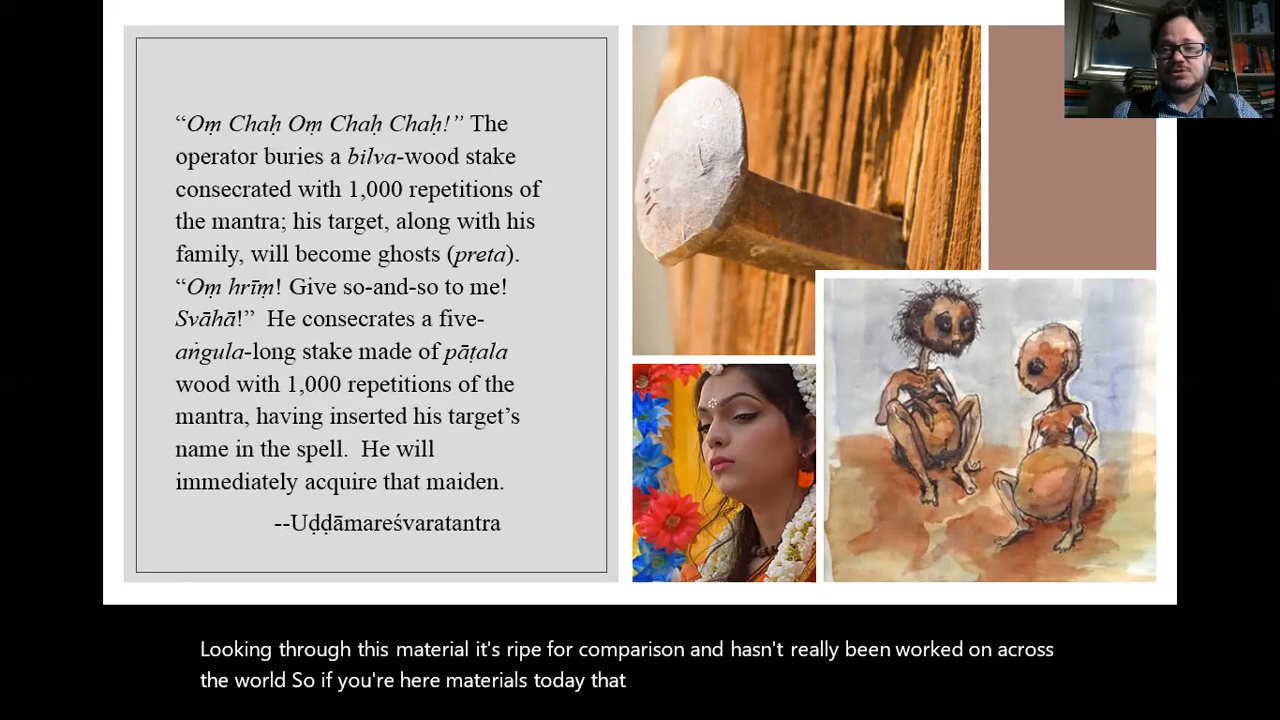 “Oṃ Chaḥ Oṃ Chaḥ Chaḥ!” The
operator buries a bilva-wood stake
consecrated with 1,000 repetitions of
the mantra; his target, along with his
family, will become ghosts (preta).
“Oṃ hrīṃ! Give so-and-so to me!
Svāhā!”  He consecrates a five-
aṅgula-long stake made of pāṭala
wood with 1,000 repetitions of the
mantra, having inserted his target’s
name in the spell.  He will
immediately acquire that maiden.
--Uḍḍāmareśvaratantra
Looking through this material it's ripe for comparison and hasn't really been worked on across
the world So if you're here materials today that